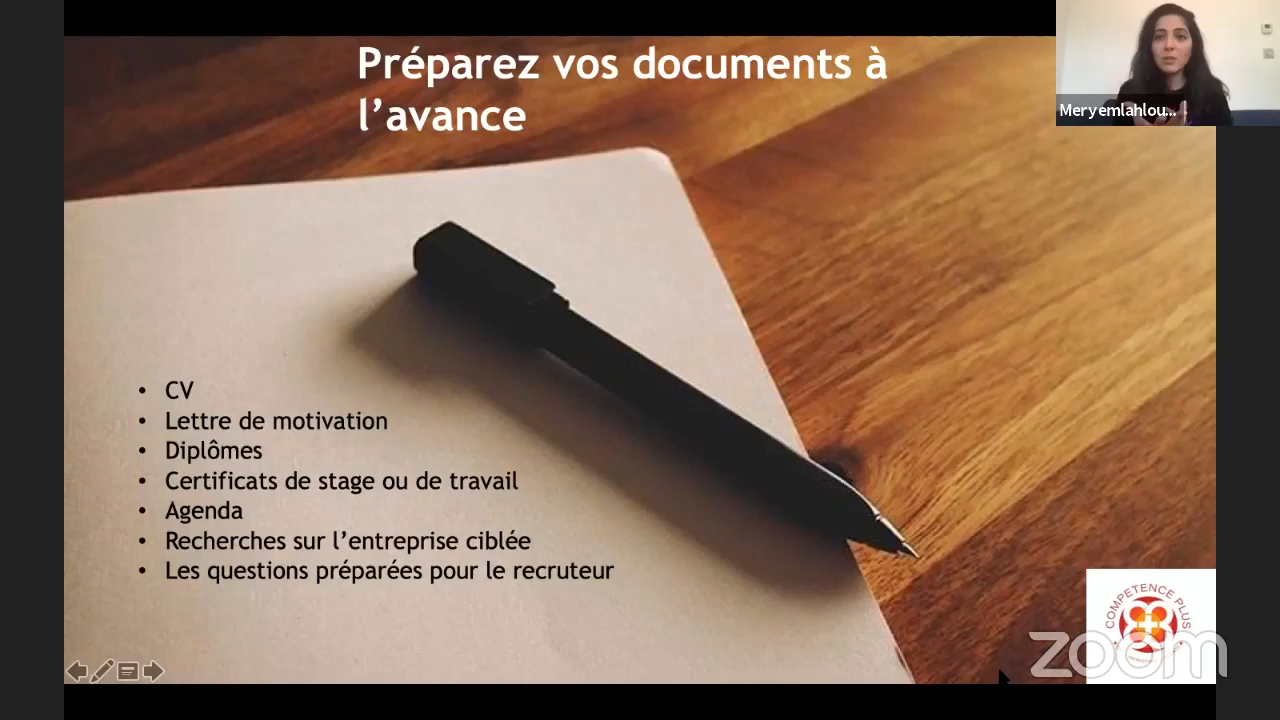 Préparez vos documents à
l’avance
Meryemlahlou...
• CV
• Lettre de motivation
• Diplômes
• Certificats de stage ou de travail
• Agenda
• Recherches sur l’entreprise ciblée
• Les questions préparées pour le recruteur
COMPETENCE PLUS
zoom